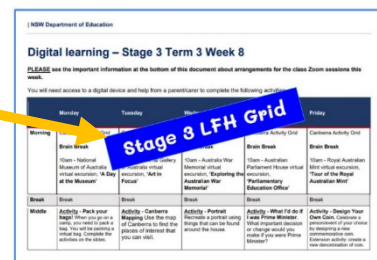 | NSW Department of Education
Digital learning – Stage 3 Term 3 Week 8
PLEASE see the important information at the bottom of this document about arrangements for the class Zoom sessions this
week.
You will need access to a digital device and help from a parent/carer to complete the following activities
Monday Tuesday Friday
Stage 3 LFH Grid
Morning
Activity Grid
Canberra Activity Grid
Brain Break
Brain Break
Brain Break
10am - National
Museum of Australia
virtual excursion, 'A Day
at the Museum'
Gallery
Australia virtual
excursion, 'Art in
Focus'
10am - Australia War
Memorial virtual
excursion, 'Exploring the
Australian War
Memorial'
10am - Australian
Parliament House virtual
excursion,
'Parliamentary
Education Office'
10am - Royal Australian
Mint virtual excursion,
'Tour of the Royal
Australian Mint'
Break Break Break Break Break Break
Middle
Activity - Pack your
bags! When you go on a
camp, you need to pack a
bag. You will be packing a
virtual bag. Complete the
activities on the slides.
Activity - Canberra
Mapping Use the map
of Canberra to find the
places of interest that
you can visit.
Activity - Portrait
Recreate a portrait using
things that can be found
around the house.
Activity - What I'd do if
I was Prime Minister.
What important decision
or change would you
make if you were Prime
Minister?
Activity - Design Your
Own Coin. Celebrate a
person/event of your choice
by designing a new
commemorative coin.
Extension activity: create a
new denomination of coin.